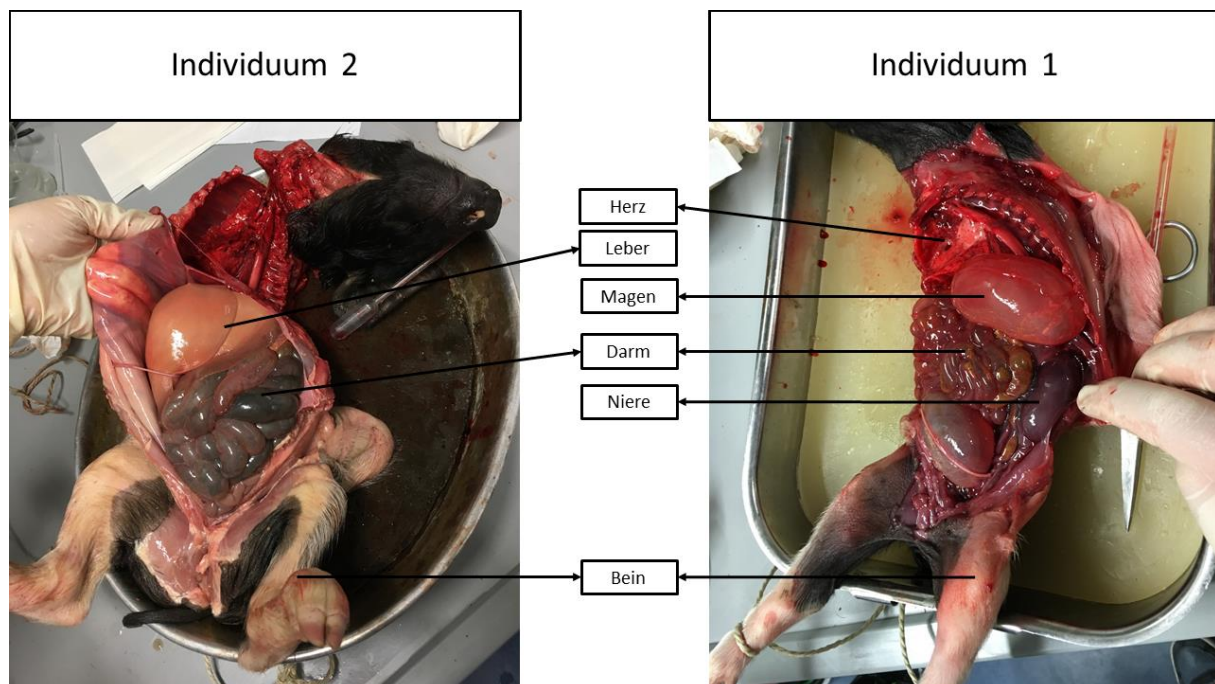 Individuum 2
Individuum 1
Herz
Leber
Magen
Darm
Niere
Bein